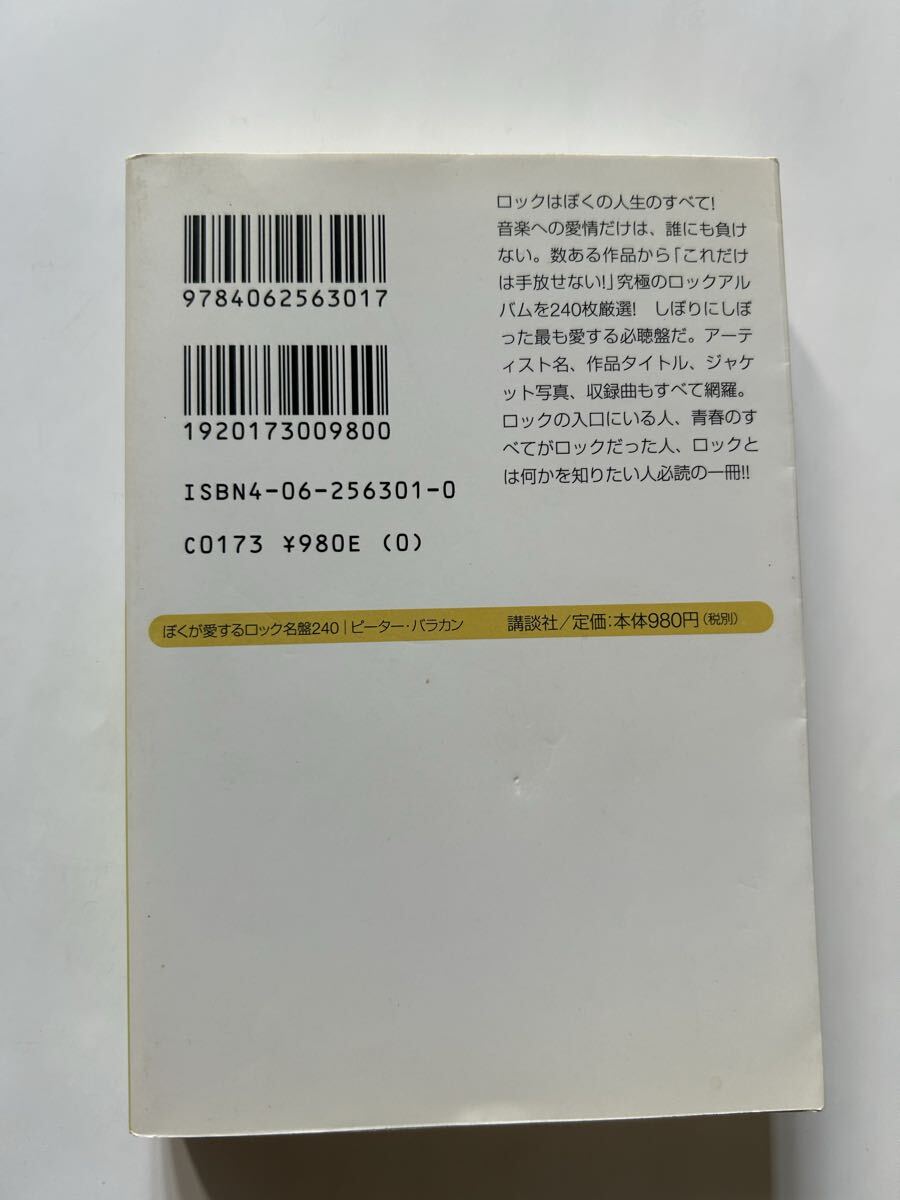 9784062563017
1920173009800
ISBN4-06-256301-0
C0173 ¥980E (0)
ロックはぼくの人生のすべて!
音楽への愛情だけは、誰にも負け
ない。数ある作品から「これだけ
は手放せない!」究極のロックアル
バムを240枚厳選! しぼりにしぼ
った最も愛する必聴盤だ。アーテ
ィスト名、作品タイトル、ジャケ
ット写真、収録曲もすべて網羅。
ロックの入口にいる人、青春のす
べてがロックだった人、ロックと
は何かを知りたい人必読の一冊!!
ぼくが愛するロック名盤240|ピーター・バラカン 講談社/定価:本体980円(税別)